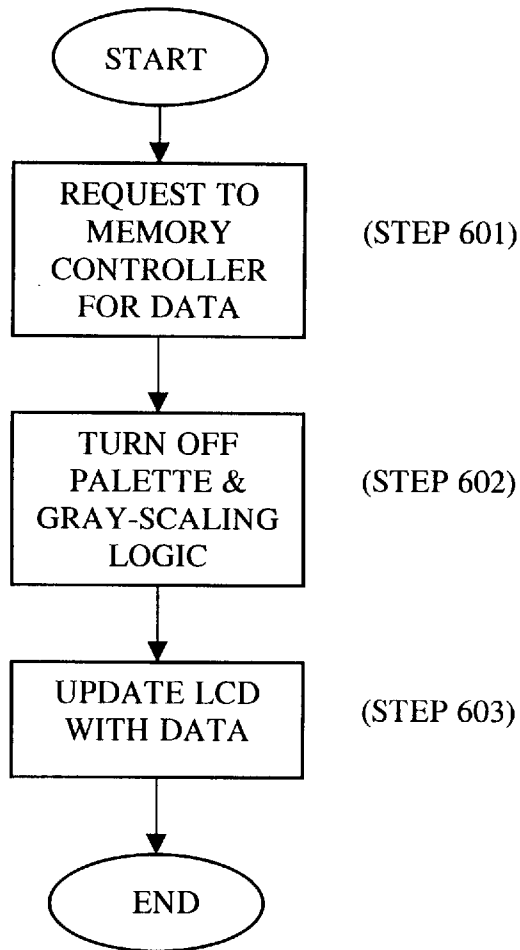 START
REQUEST TO
MEMORY
CONTROLLER
FOR DATA
(STEP 601)
TURN OFF
PALETTE &
GRAY-SCALING
LOGIC
(STEP 602)
UPDATE LCD
WITH DATA
(STEP 603)
END